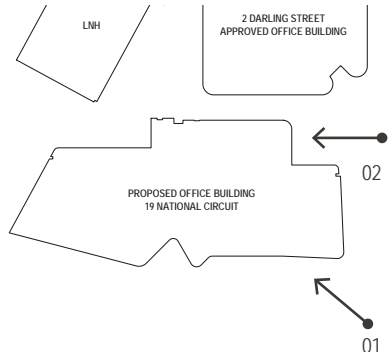 LNH
2 DARLING STREET
APPROVED OFFICE BUILDING
02
PROPOSED OFFICE BUILDING
19 NATIONAL CIRCUIT
01